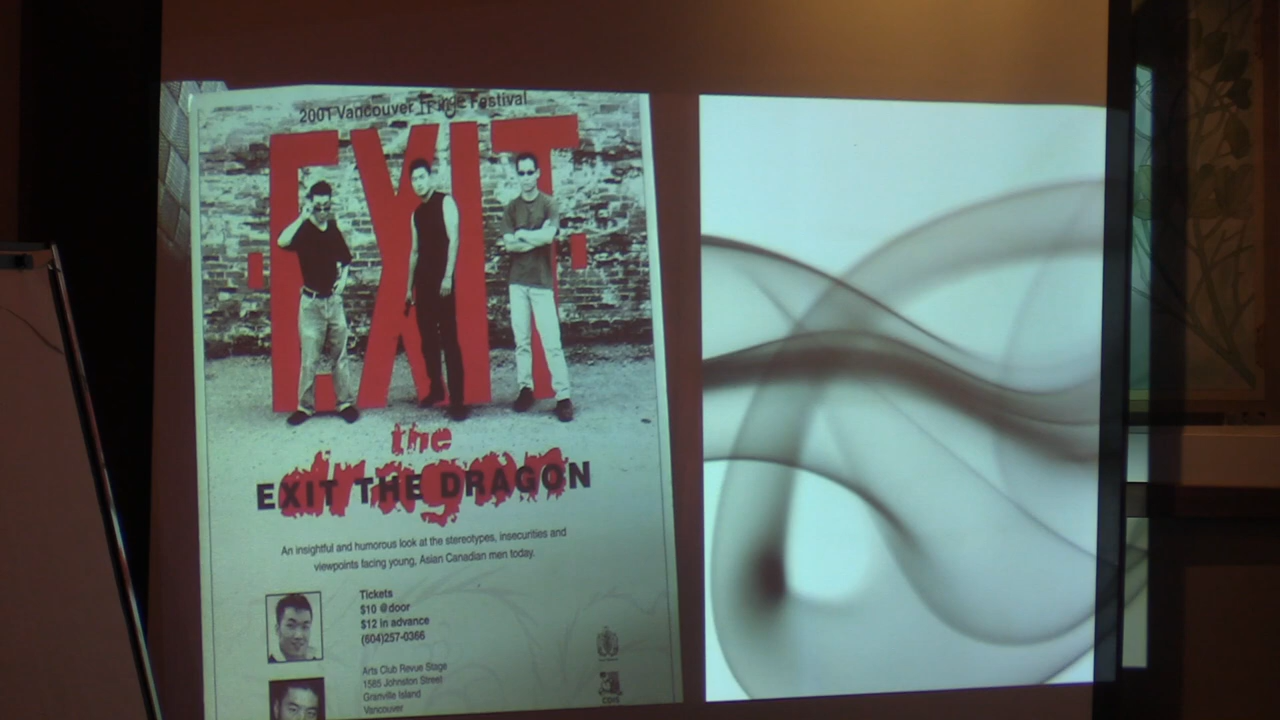 2001 Vancouver Fringe Festival
EXIT
the
dragon
EXIT THE DRAGON
An insightful and humorous look at the stereotypes, insecurities and
viewpoints facing young, Asian Canadian men today.
Tickets
$10 @door
$12 in advance
(604)257-0366
Arts Club Revue Stage
1585 Johnston Street
Granville Island
Vancouver